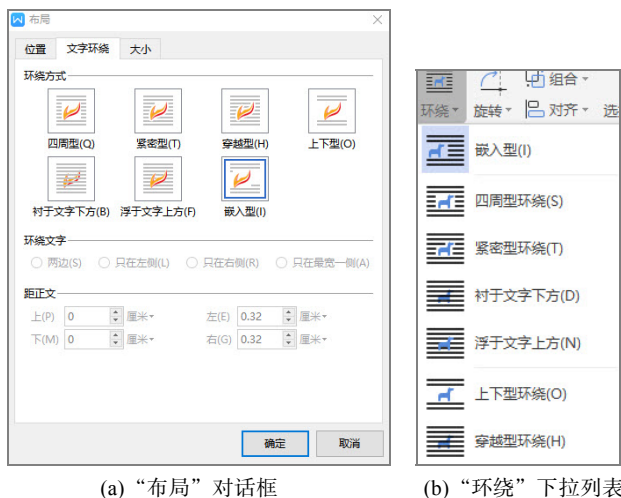 布局
位置 文字环绕 大小
环绕方式
四周型(Q) 紧密型(T) 穿越型(H) 上下型(O)
衬于文字下方(B) 浮于文字上方(F) 嵌入型(I)
环绕文字
两边(S) 只在左侧(L) 只在右侧(R) 只在最宽一侧(A)
距正文
上(P) 0 厘米 左(E) 0.32 厘米
下(M) 0 厘米 右(G) 0.32 厘米
确定 取消
(a)“布局”对话框
组合
环绕 旋转 对齐 选
嵌入型(I)
四周型环绕(S)
紧密型环绕(T)
衬于文字下方(D)
浮于文字上方(N)
上下型环绕(O)
穿越型环绕(H)
(b)“环绕”下拉列表